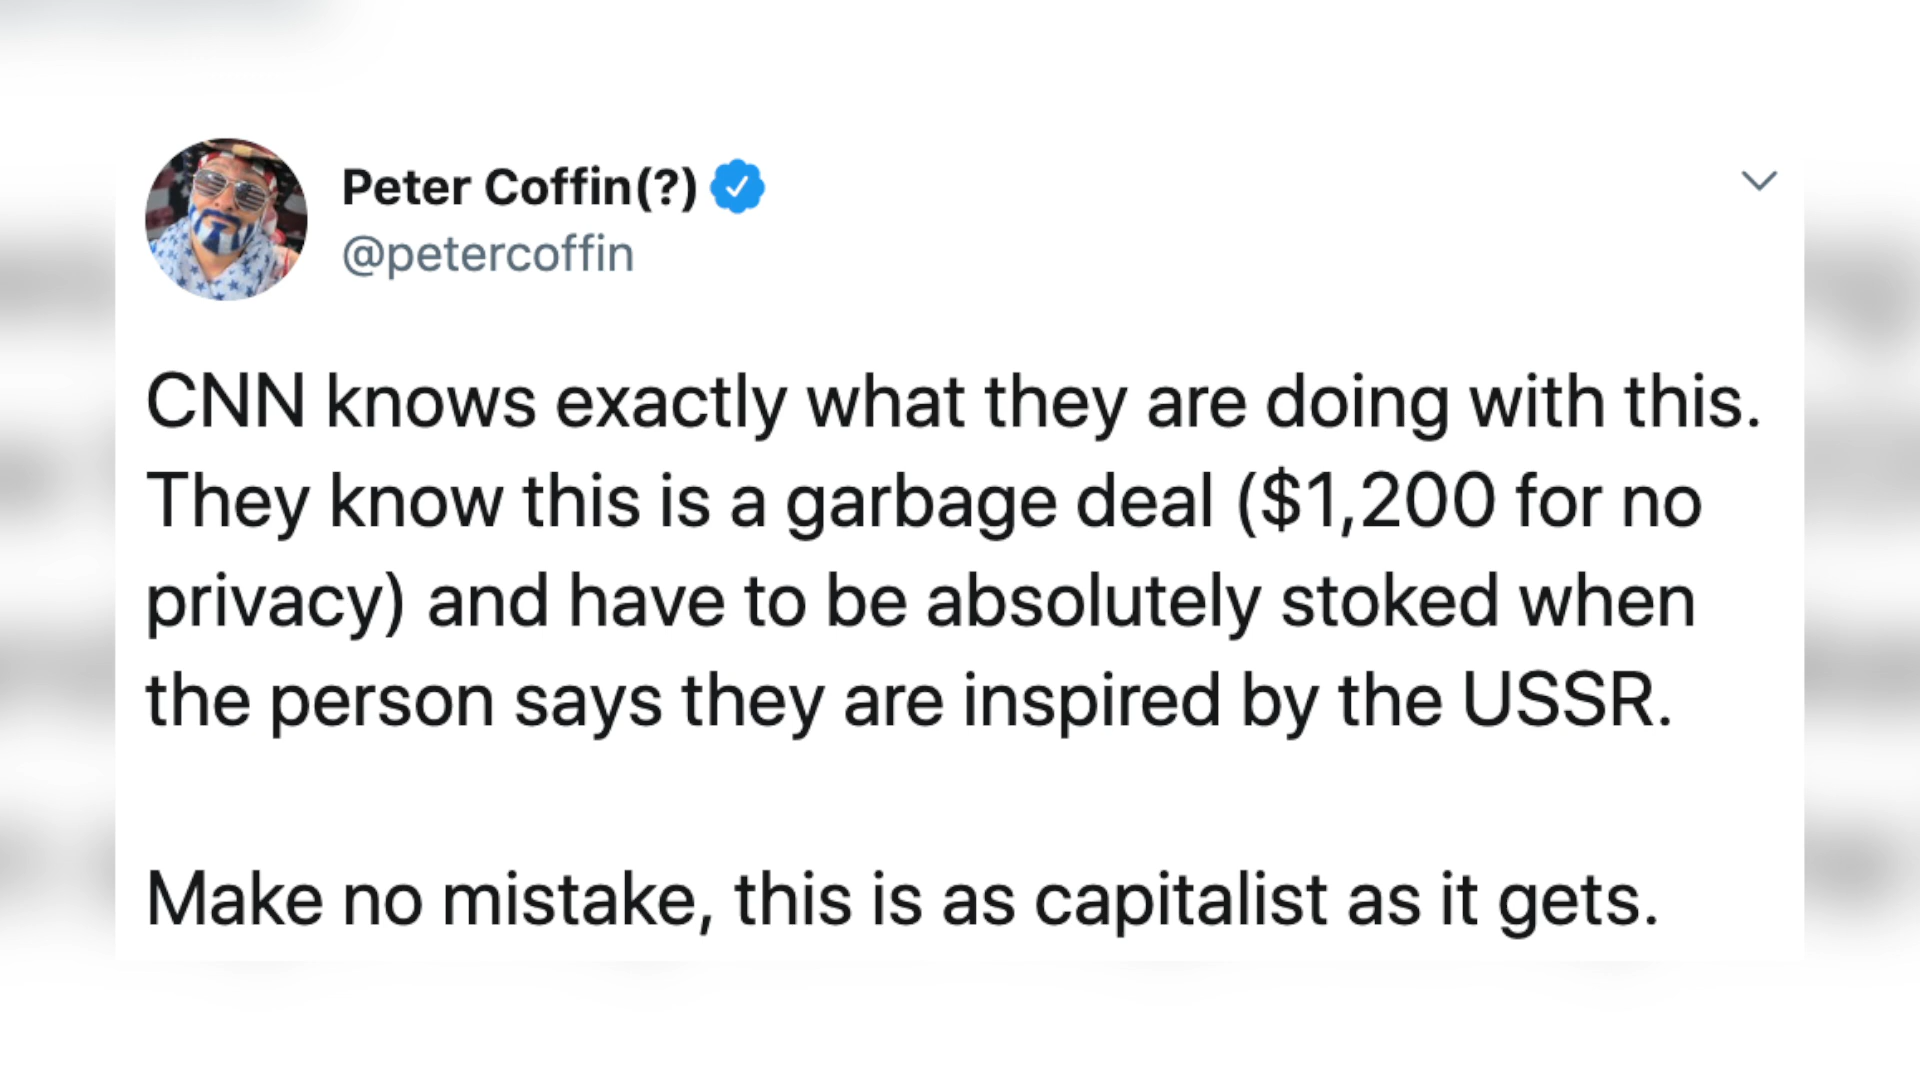 Peter Coffin(?)
@petercoffin
CNN knows exactly what they are doing with this.
They know this is a garbage deal ($1,200 for no
privacy) and have to be absolutely stoked when
the person says they are inspired by the USSR.
Make no mistake, this is as capitalist as it gets.